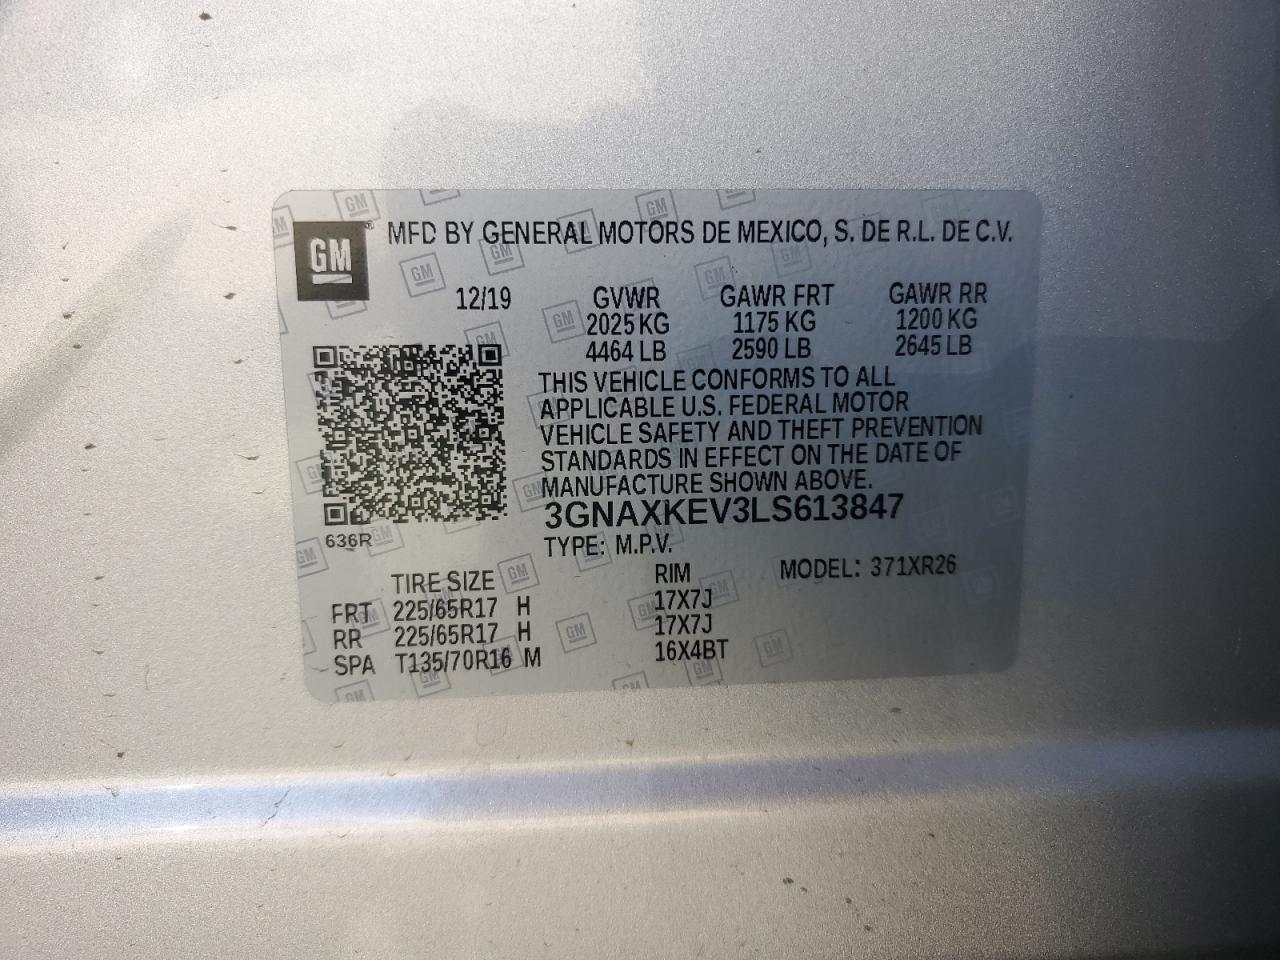 GM
MFD BY GENERAL MOTORS DE MEXICO, S. DE R.L. DE C.V.
12/19 GVWR GAWR FRT GAWR RR
2025 KG 1175 KG 1200 KG
4464 LB 2590 LB 2645 LB
THIS VEHICLE CONFORMS TO ALL
APPLICABLE U.S. FEDERAL MOTOR
VEHICLE SAFETY AND THEFT PREVENTION
STANDARDS IN EFFECT ON THE DATE OF
MANUFACTURE SHOWN ABOVE.
3GNAXKEV3LS613847
636R
TYPE: M.P.V.
TIRE SIZE RIM MODEL: 371XR26
FRT 225/65R17 H 17X7J
RR 225/65R17 H 17X7J
SPA T135/70R16 M 16X4BT